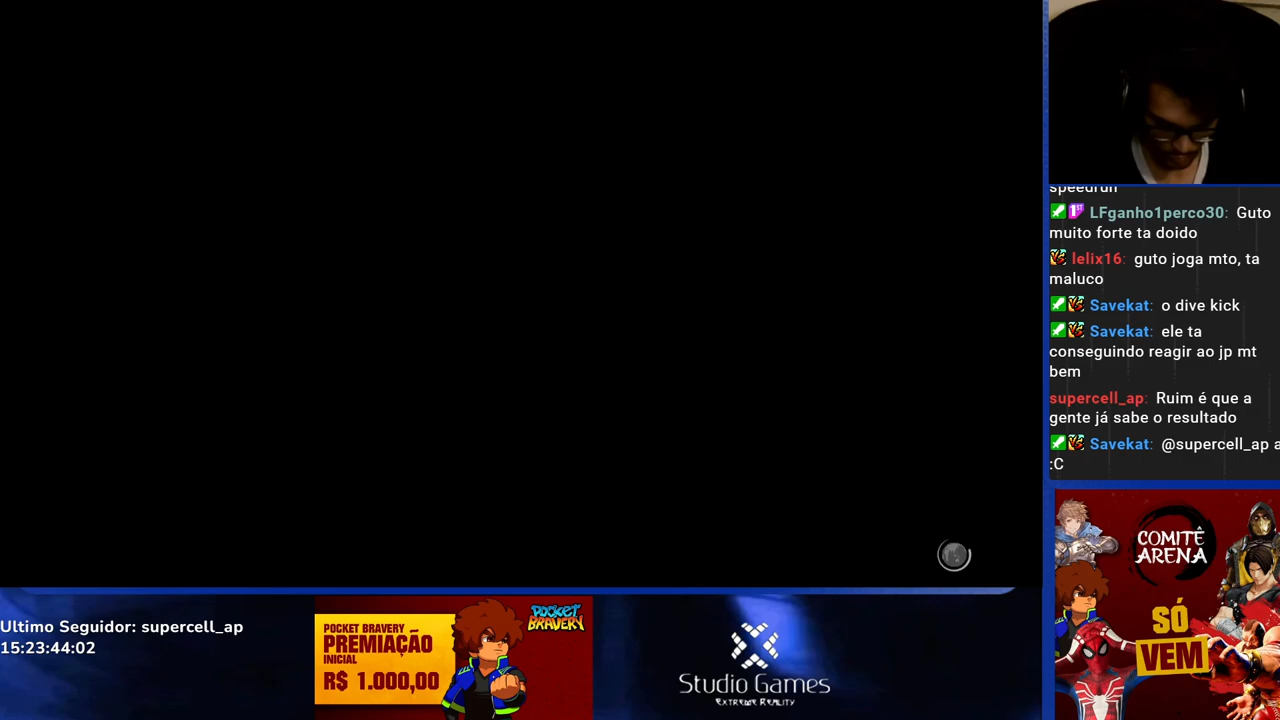 speedrun
LFganho1perco30: Guto
muito forte ta doido
lelix16: guto joga mto, ta
maluco
Savekat: o dive kick
Savekat: ele ta
conseguindo reagir ao jp mt
bem
supercell_ap: Ruim é que a
gente já sabe o resultado
Savekat: @supercell_ap a
:C
COMITÊ
ARENA
SÓ
VEM
Ultimo Seguidor: supercell_ap
15:23:44:02
POCKET BRAVERY
PREMIAÇÃO
INICIAL
R$ 1.000,00
POCKET
BRAVERY
Studio Games
EXTREME REALITY